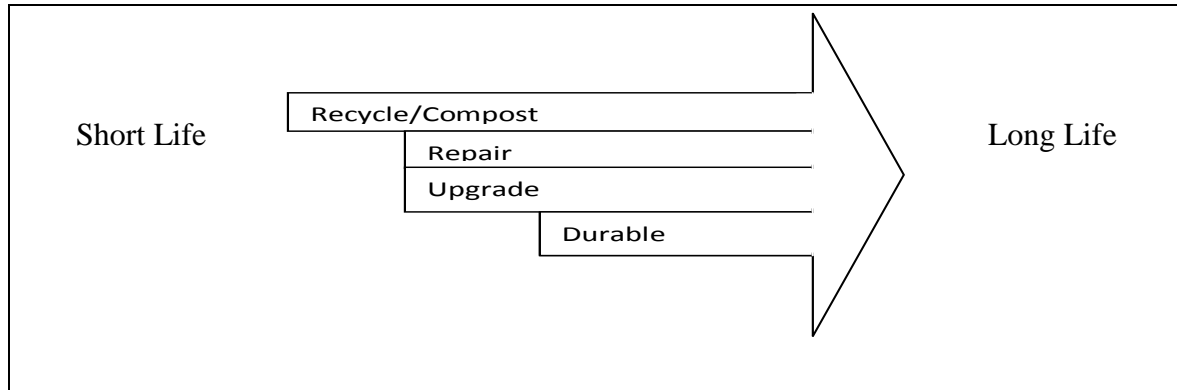 Recycle/Compost
Short Life
Long Life
Repair
Upgrade
Durable